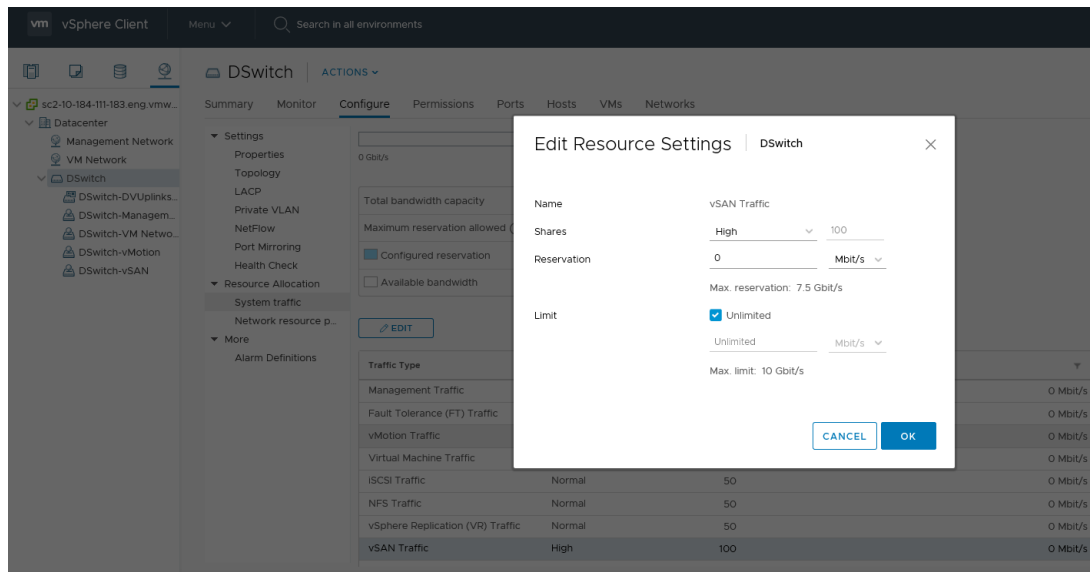 vm vSphere Client Menu Search in all environments
DSwitch ACTIONS
sc2-10-184-111-183.eng.vmw...
Datacenter
Management Network
VM Network
DSwitch
DSwitch-DVUplinks...
DSwitch-Managem...
DSwitch-VM Netwo...
DSwitch-vMotion
DSwitch-vSAN
Summary Monitor Configure Permissions Ports Hosts VMs Networks
Settings
Properties
Topology
LACP
Private VLAN
NetFlow
Port Mirroring
Health Check
Resource Allocation
System traffic
Network resource p...
More
Alarm Definitions
0 Gbit/s
Total bandwidth capacity
Maximum reservation allowed (
Configured reservation
Available bandwidth
EDIT
Traffic Type
Management Traffic 0 Mbit/s
Fault Tolerance (FT) Traffic 0 Mbit/s
vMotion Traffic 0 Mbit/s
Virtual Machine Traffic 0 Mbit/s
iSCSI Traffic Normal 50 0 Mbit/s
NFS Traffic Normal 50 0 Mbit/s
vSphere Replication (VR) Traffic Normal 50 0 Mbit/s
vSAN Traffic High 100 0 Mbit/s
Edit Resource Settings DSwitch
Name vSAN Traffic
Shares High 100
Reservation 0 Mbit/s
Max. reservation: 7.5 Gbit/s
Limit Unlimited
Unlimited Mbit/s
Max. limit: 10 Gbit/s
CANCEL OK